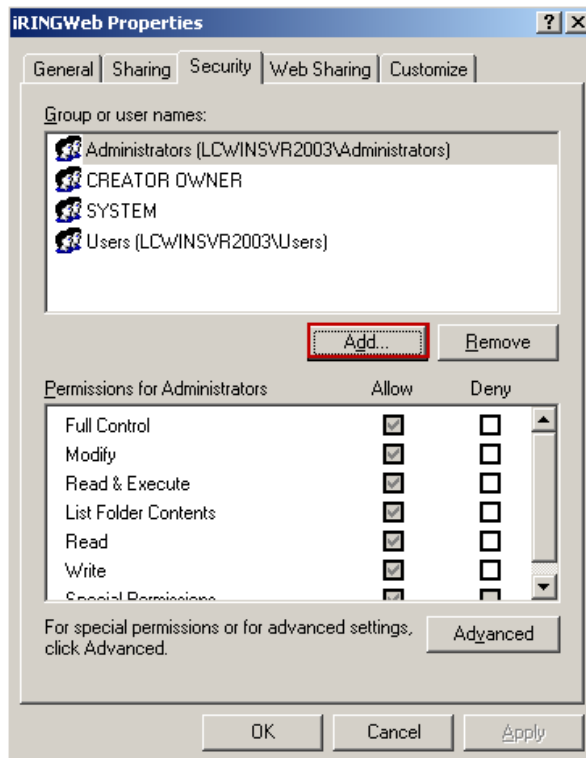 iRINGWeb Properties
General Sharing Security Web Sharing Customize
Group or user names:
Administrators (LCWINSVR2003\Administrators)
CREATOR OWNER
SYSTEM
Users (LCWINSVR2003\Users)
Add... Remove
Permissions for Administrators Allow Deny
Full Control
Modify
Read & Execute
List Folder Contents
Read
Write
Special Permissions
For special permissions or for advanced settings,
click Advanced.
Advanced
OK Cancel Apply